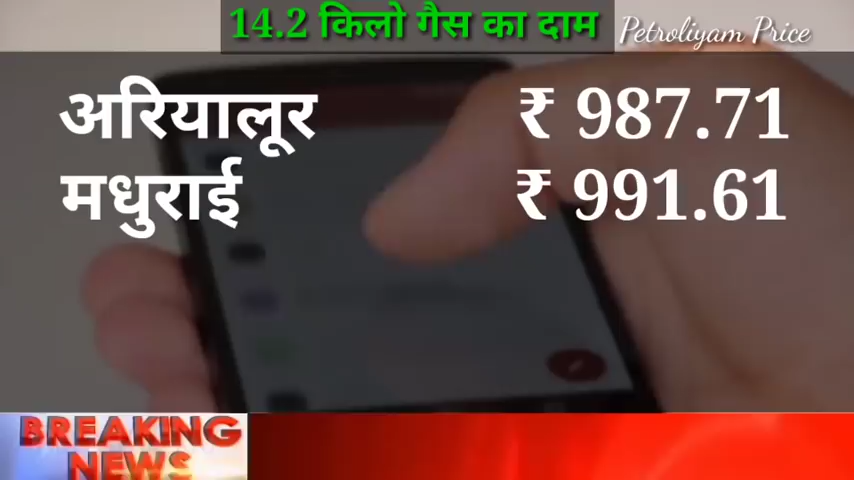 14.2 किलो गैस का दाम
Petroliyam Price
अरियालूर ₹ 987.71
मधुराई ₹ 991.61
BREAKING
NEWS